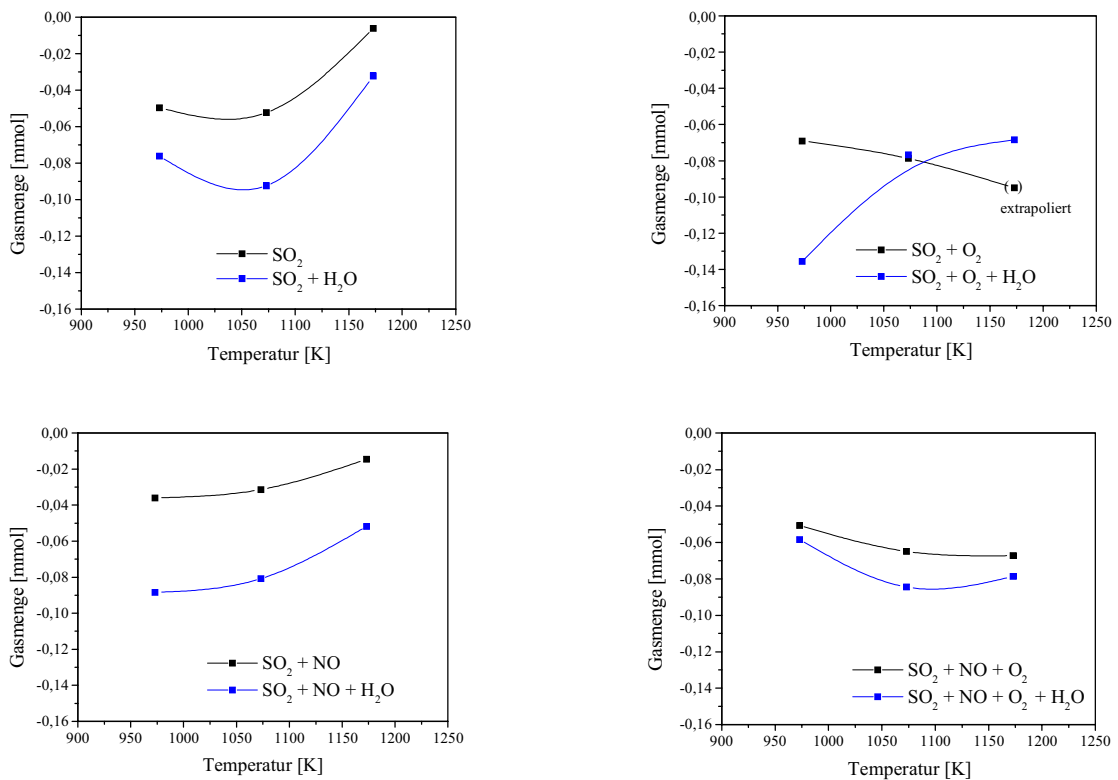 0,00
-0,02
-0,04
-0,06
-0,08
-0,10
-0,12
-0,14
-0,16
Gasmenge [mmol]
SO₂
SO₂ + H₂O
900 950 1000 1050 1100 1150 1200 1250
Temperatur [K]
0,00
-0,02
-0,04
-0,06
-0,08
-0,10
-0,12
-0,14
-0,16
Gasmenge [mmol]
( )
extrapoliert
SO₂ + O₂
SO₂ + O₂ + H₂O
900 950 1000 1050 1100 1150 1200 1250
Temperatur [K]
0,00
-0,02
-0,04
-0,06
-0,08
-0,10
-0,12
-0,14
-0,16
Gasmenge [mmol]
SO₂ + NO
SO₂ + NO + H₂O
900 950 1000 1050 1100 1150 1200 1250
Temperatur [K]
0,00
-0,02
-0,04
-0,06
-0,08
-0,10
-0,12
-0,14
-0,16
Gasmenge [mmol]
SO₂ + NO + O₂
SO₂ + NO + O₂ + H₂O
900 950 1000 1050 1100 1150 1200 1250
Temperatur [K]